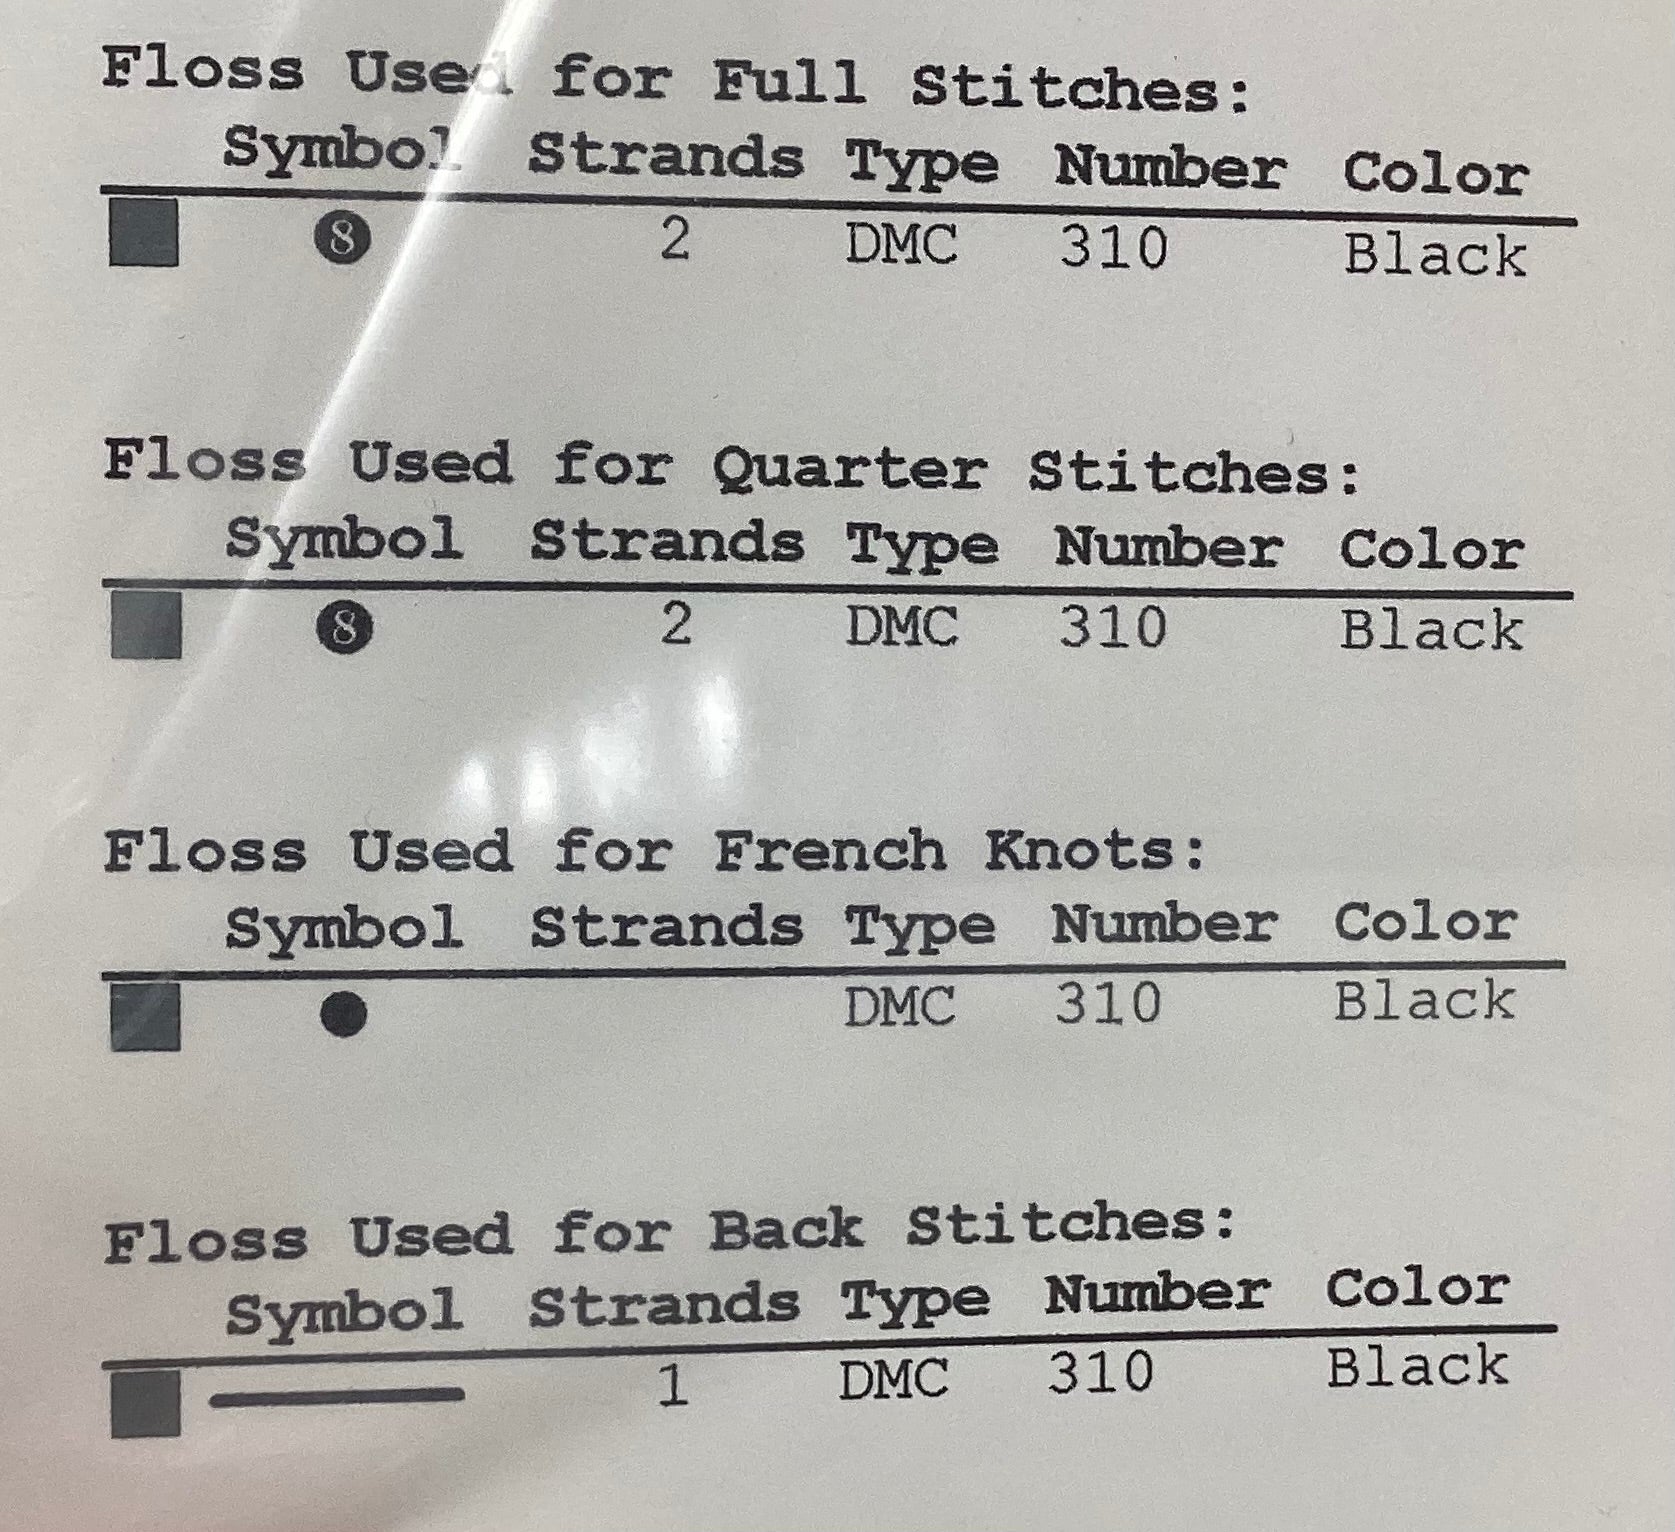 Floss Used for Full Stitches:
Symbol Strands Type Number Color
8 2 DMC 310 Black
Floss Used for Quarter Stitches:
Symbol Strands Type Number Color
8 2 DMC 310 Black
Floss Used for French Knots:
Symbol Strands Type Number Color
DMC 310 Black
Floss Used for Back Stitches:
Symbol Strands Type Number Color
1 DMC 310 Black